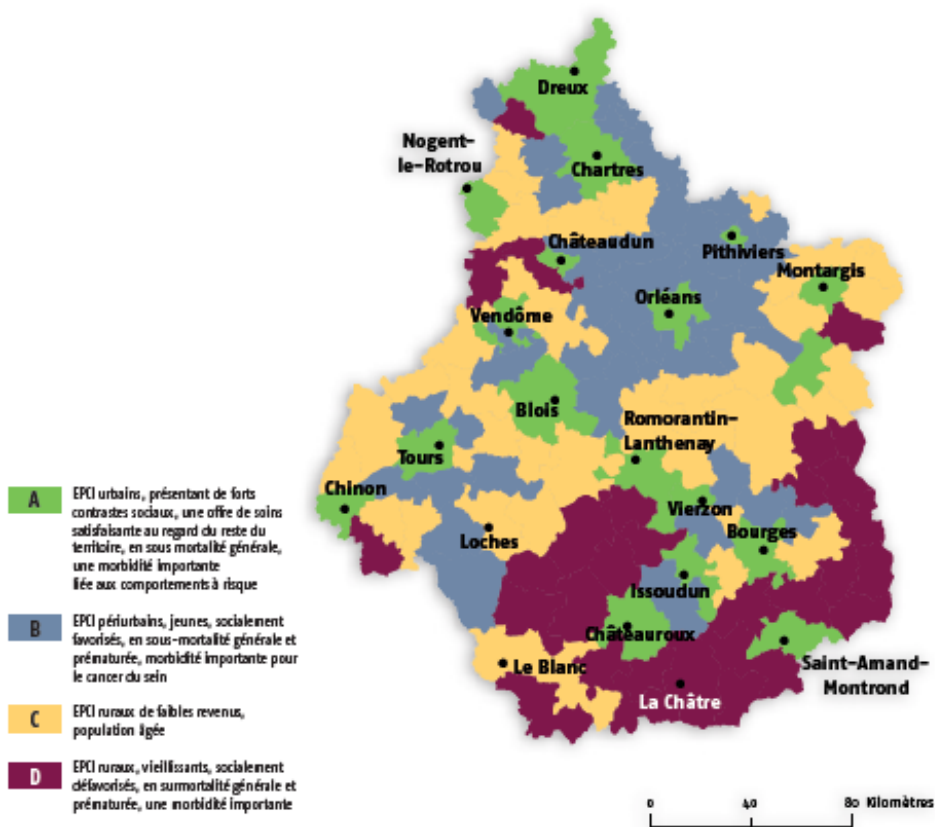 Dreux
Nogent-
le-Rotrou
Chartres
Châteaudun
Pithiviers
Montargis
Orléans
Vendôme
Blois
Romorantin-
Lanthenay
Tours
Chinon
Vierzon
Loches
Bourges
Issoudun
Châteauroux
Le Blanc
Saint-Amand-
Montrond
La Châtre
A
EPCI urbains, présentant de forts
contrastes sociaux, une offre de soins
satisfaisante au regard du reste du
territoire, en sous mortalité générale,
une morbidité importante
liée aux comportements à risque
B
EPCI périurbains, jeunes, socialement
favorisés, en sous-mortalité générale et
prématurée, morbidité importante pour
le cancer du sein
C
EPCI ruraux de faibles revenus,
population âgée
D
EPCI ruraux, vieillissants, socialement
défavorisés, en surmortalité générale et
prématurée, une morbidité importante
0 40 80 Kilomètres